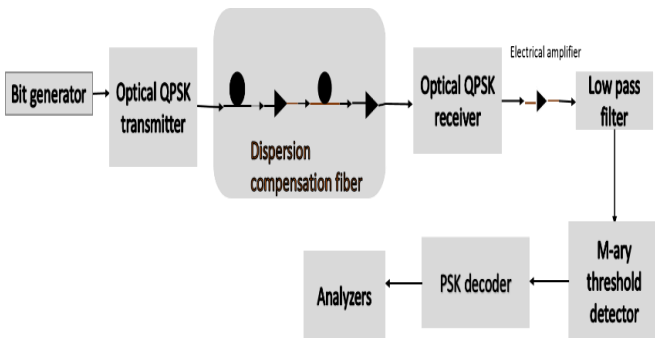 Bit generator
Optical QPSK
transmitter
Dispersion
compensation fiber
Optical QPSK
receiver
Electrical amplifier
Low pass
filter
M-ary
threshold
detector
PSK decoder
Analyzers